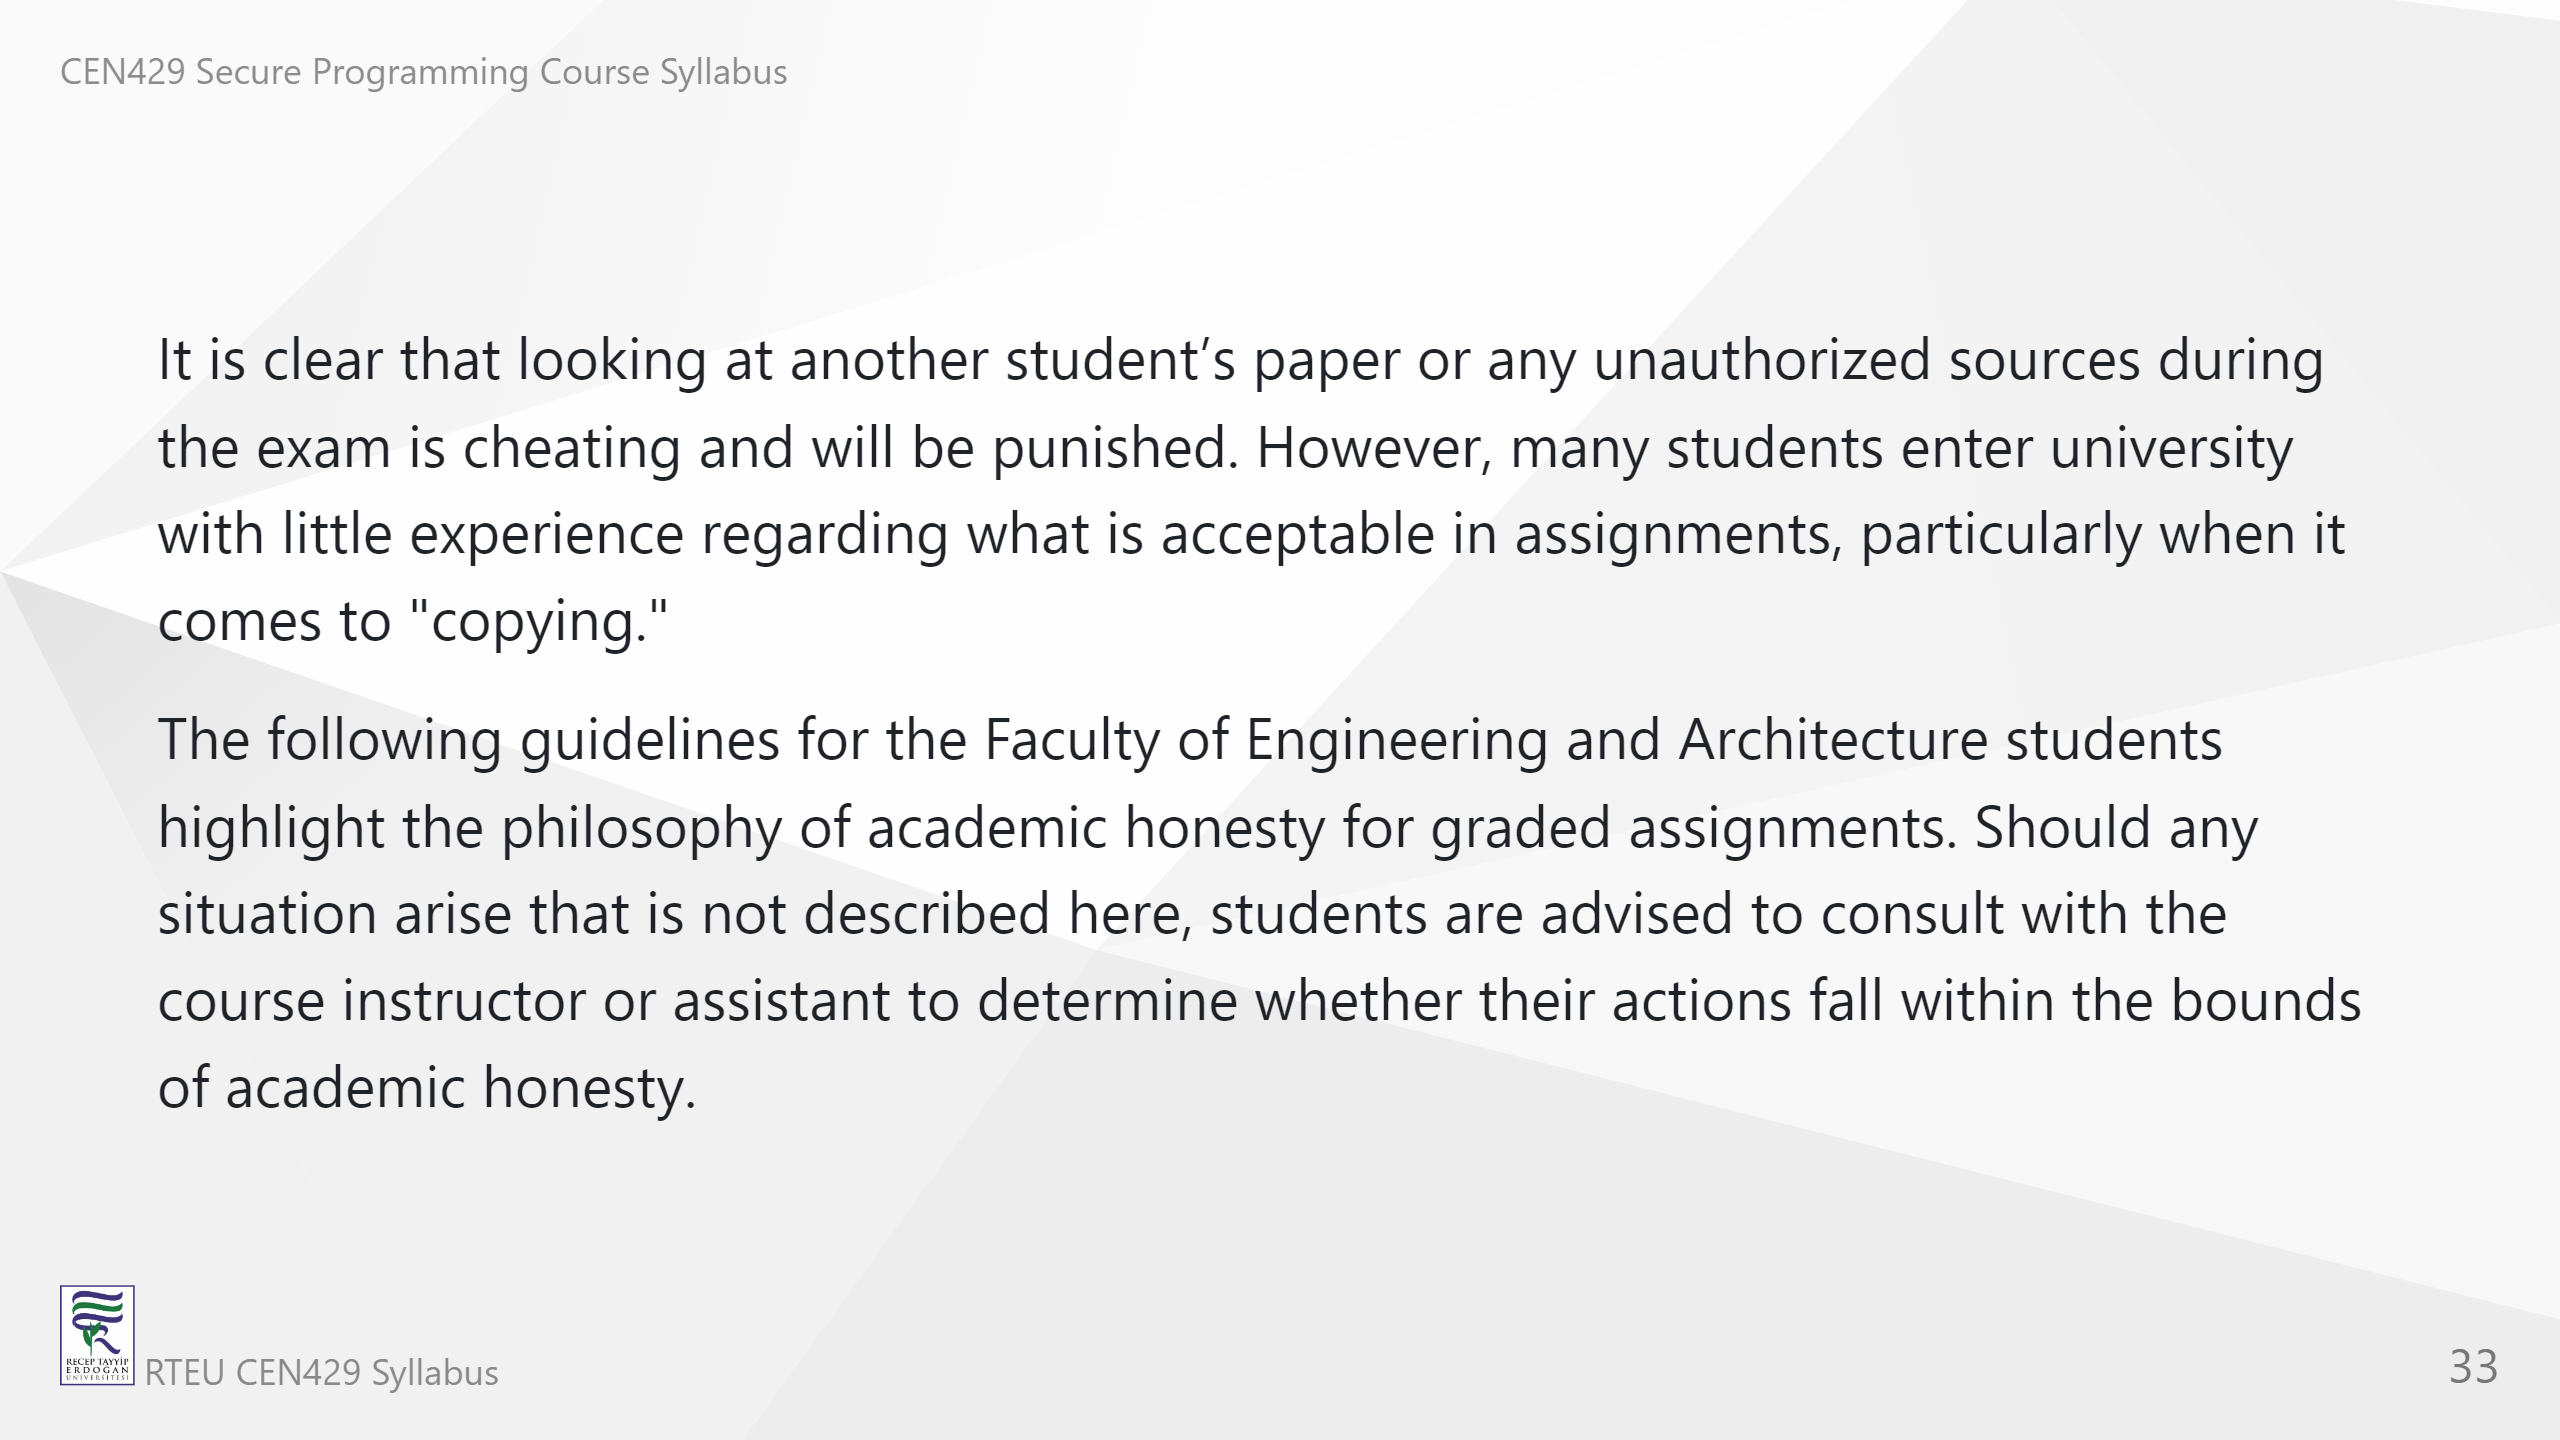 CEN429 Secure Programming Course Syllabus
It is clear that looking at another student’s paper or any unauthorized sources during
the exam is cheating and will be punished. However, many students enter university
with little experience regarding what is acceptable in assignments, particularly when it
comes to "copying."
The following guidelines for the Faculty of Engineering and Architecture students
highlight the philosophy of academic honesty for graded assignments. Should any
situation arise that is not described here, students are advised to consult with the
course instructor or assistant to determine whether their actions fall within the bounds
of academic honesty.
RECEP TAYYİP
ERDOĞAN
ÜNİVERSİTESİ
RTEU CEN429 Syllabus
33